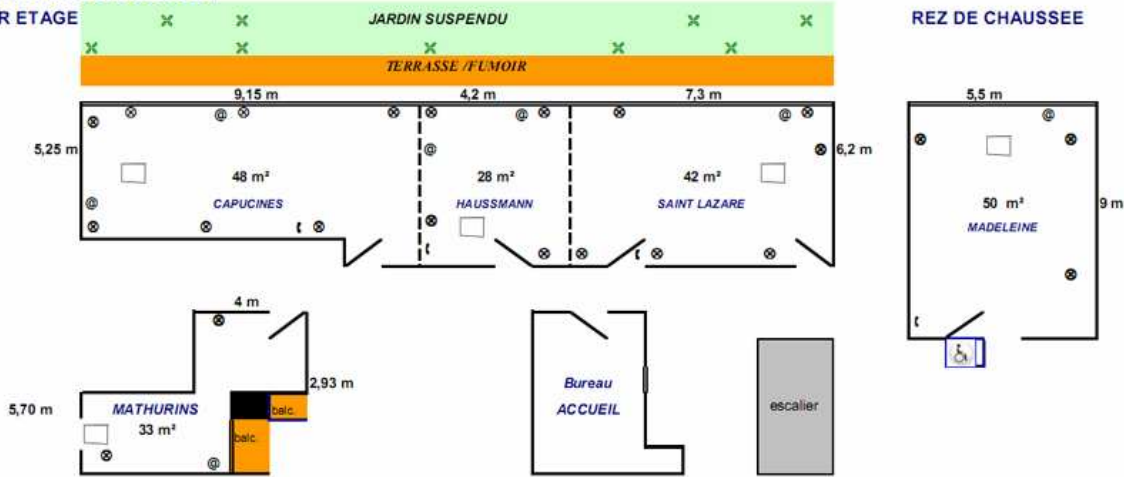 R ETAGE
JARDIN SUSPENDU
REZ DE CHAUSSEE
TERRASSE /FUMOIR
9,15 m
4,2 m
7,3 m
5,5 m
@
@
@
@
5,25 m
@
6,2 m
48 m²
28 m²
42 m²
CAPUCINES
HAUSSMANN
SAINT LAZARE
@
50 m²
9 m
MADELEINE
4 m
2,93 m
5,70 m
MATHURINS
33 m²
balc.
balc.
@
Bureau
ACCUEIL
escalier